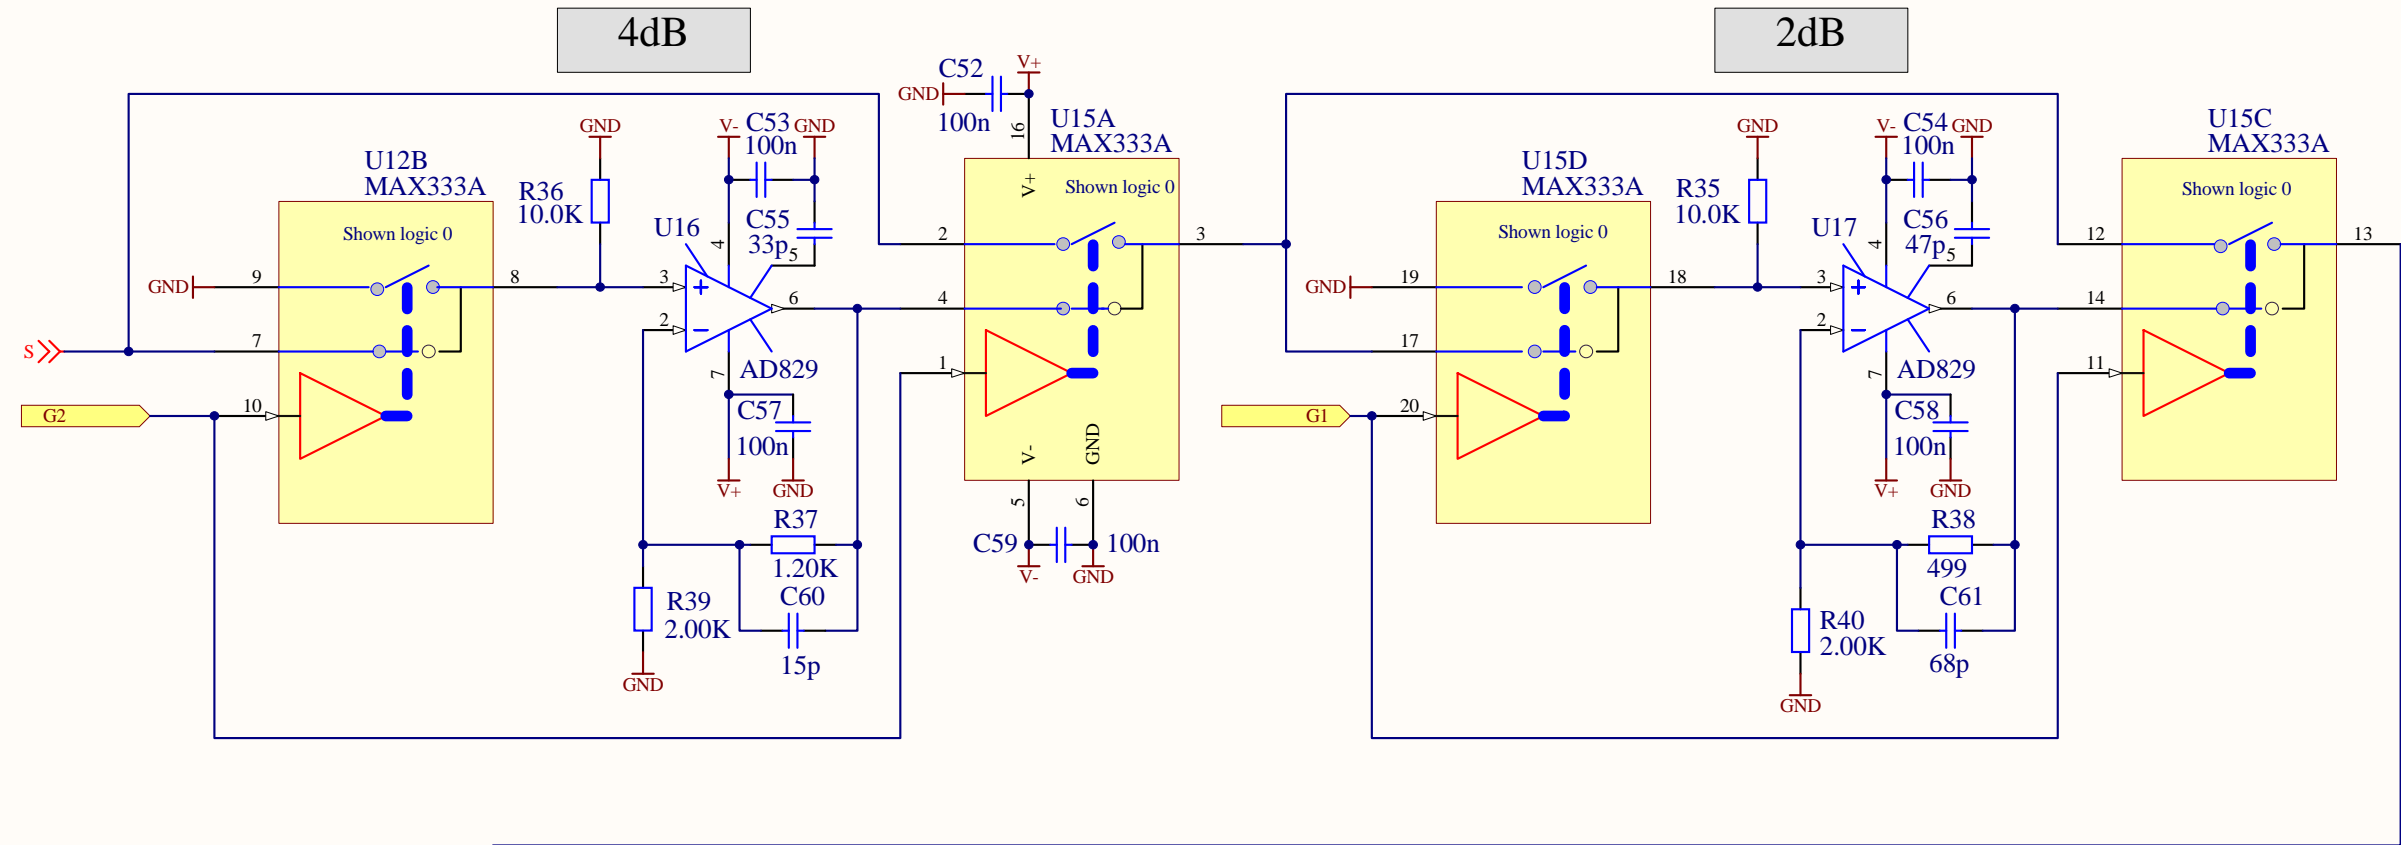 4dB
2dB
C52
V+
GND
100n
16
U15A
MAX333A
V+
Shown logic 0
2
3
4
1
V-
GND
5
6
C59
100n
V-
GND
U12B
MAX333A
Shown logic 0
GND
9
8
7
S
G2
10
GND
R36
10.0K
V-
C53
GND
100n
U16
C55
33p
4
5
3
2
6
7
AD829
C57
100n
V+
GND
R37
1.20K
C60
15p
R39
2.00K
GND
U15D
MAX333A
Shown logic 0
GND
19
18
17
G1
20
GND
R35
10.0K
V-
C54
GND
100n
U17
C56
47p
4
5
3
2
6
7
AD829
C58
100n
V+
GND
R38
499
C61
68p
R40
2.00K
GND
U15C
MAX333A
Shown logic 0
12
13
14
11